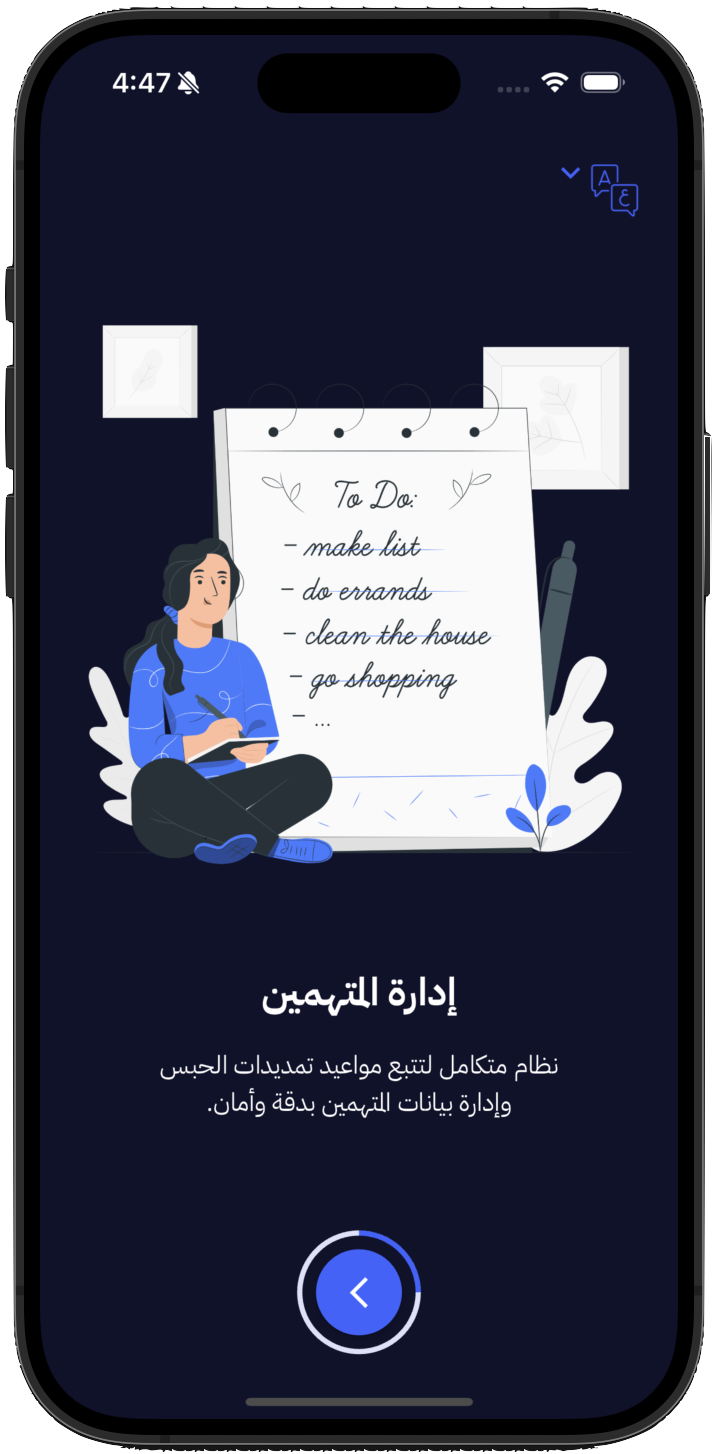 4:47
A
ع
To Do:
– make list
– do errands
– clean the house
– go shopping
– ...
إدارة المتهمين
نظام متكامل لتتبع مواعيد تمديدات الحبس
وإدارة بيانات المتهمين بدقة وأمان.